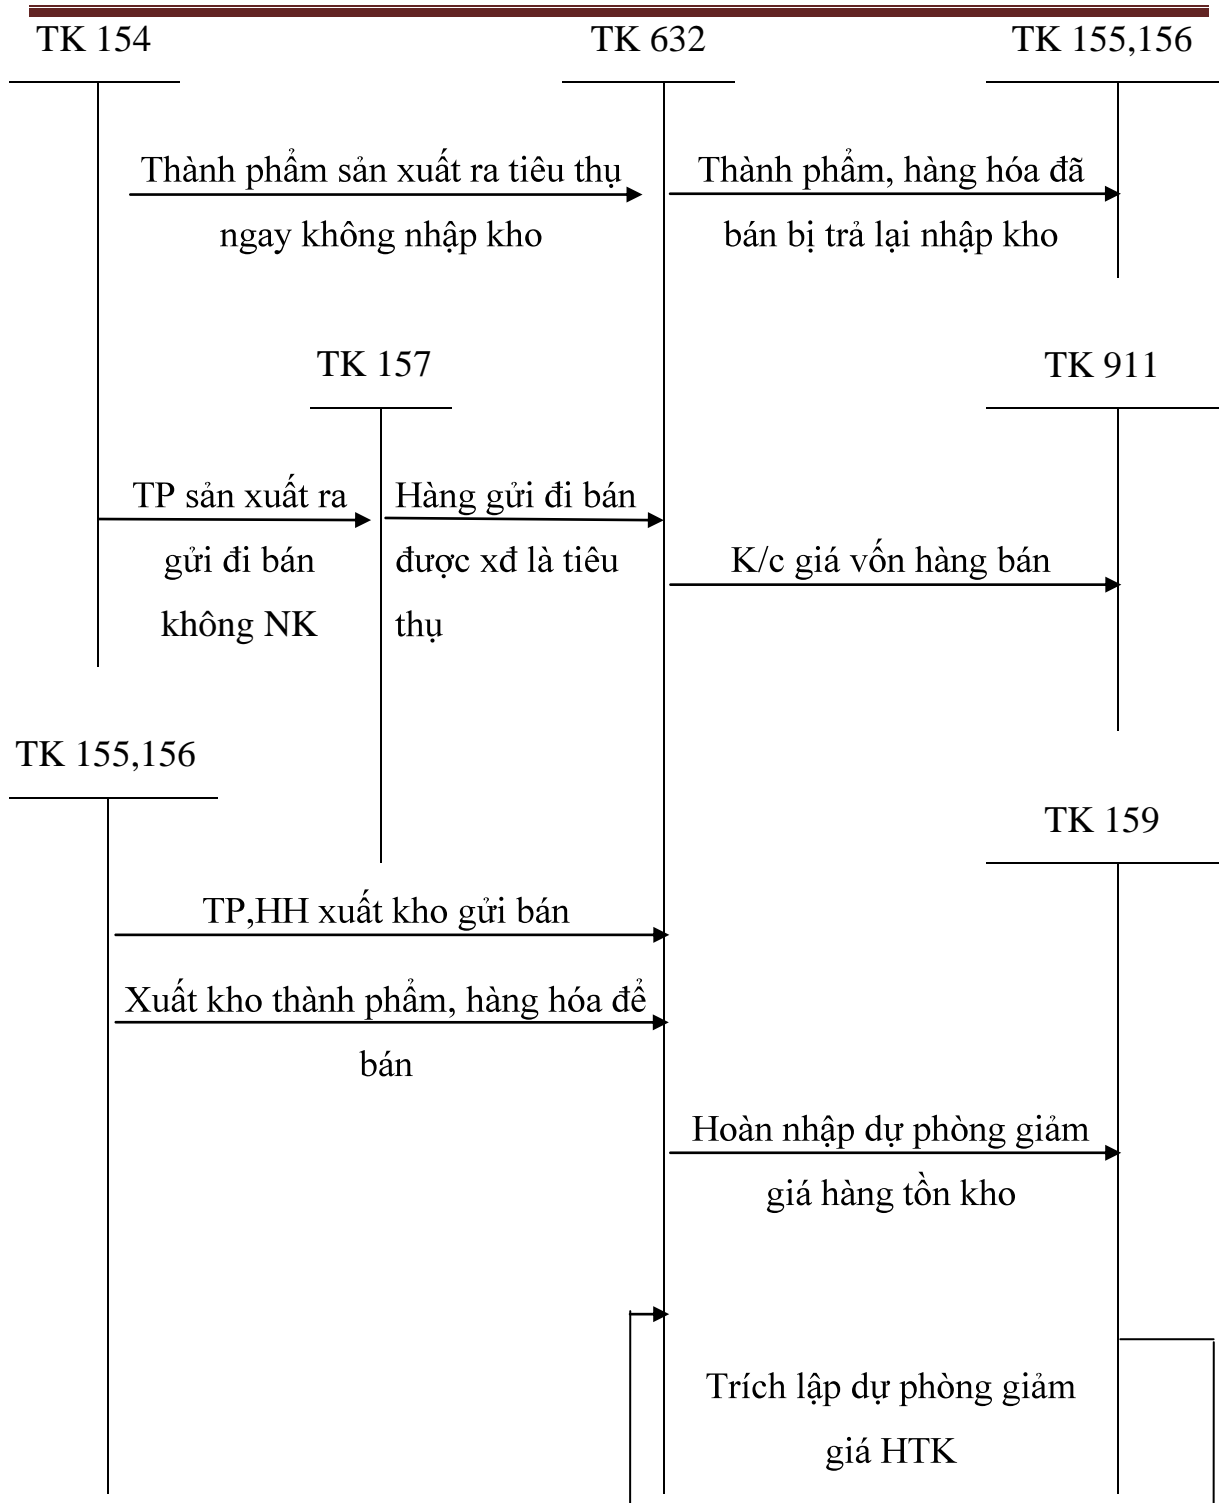 TK 154
TK 632
TK 155,156
Thành phẩm sản xuất ra tiêu thụ
ngay không nhập kho
Thành phẩm, hàng hóa đã
bán bị trả lại nhập kho
TK 157
TK 911
TP sản xuất ra
gửi đi bán
không NK
Hàng gửi đi bán
được xđ là tiêu
thụ
K/c giá vốn hàng bán
TK 155,156
TK 159
TP,HH xuất kho gửi bán
Xuất kho thành phẩm, hàng hóa để
bán
Hoàn nhập dự phòng giảm
giá hàng tồn kho
Trích lập dự phòng giảm
giá HTK